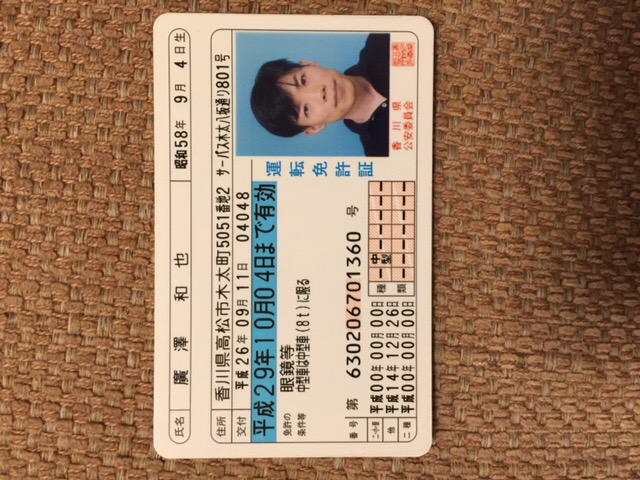 氏名 廣澤 和也 昭和58年 9月 4日生
住所 香川県高松市木太町5051番地2 サーパス木太八坂通り801号
交付 平成26年09月11日 04048
平成29年10月04日まで有効
免許の 眼鏡等
条件等 中型車は中型車(8t)に限る
運転免許証
番号 第 630206701360 号
二・小・原 平成00年00月00日
他 平成14年12月26日
二種 平成00年00月00日
種類 中型
香川県
公安委員会